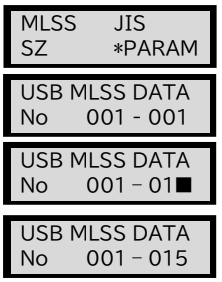 MLSS JIS
SZ *PARAM
USB MLSS DATA
No 001 - 001
USB MLSS DATA
No 001 – 01■
USB MLSS DATA
No 001 – 015